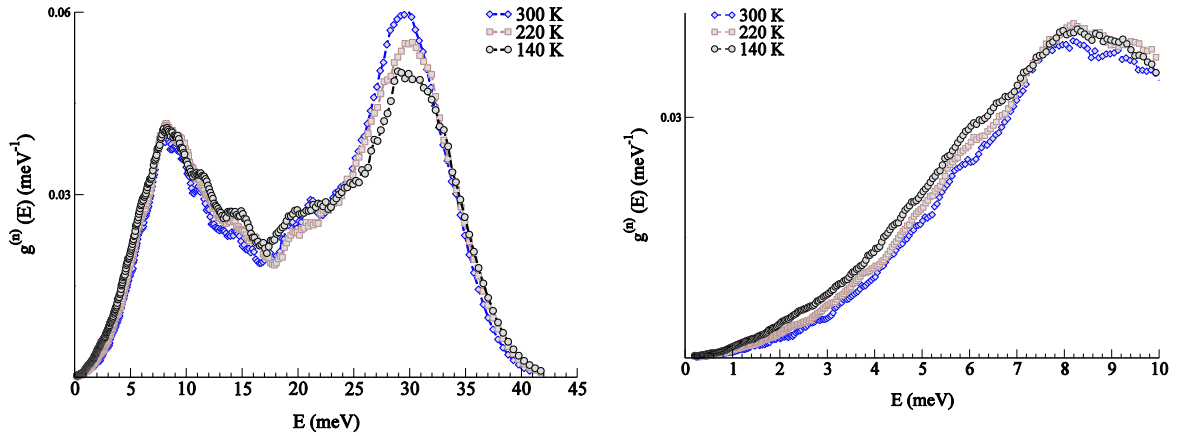 0.06
0.03
g(n) (E) (meV-1)
300 K
220 K
140 K
0 5 10 15 20 25 30 35 40 45
E (meV)
0.03
g(n) (E) (meV-1)
300 K
220 K
140 K
0 1 2 3 4 5 6 7 8 9 10
E (meV)